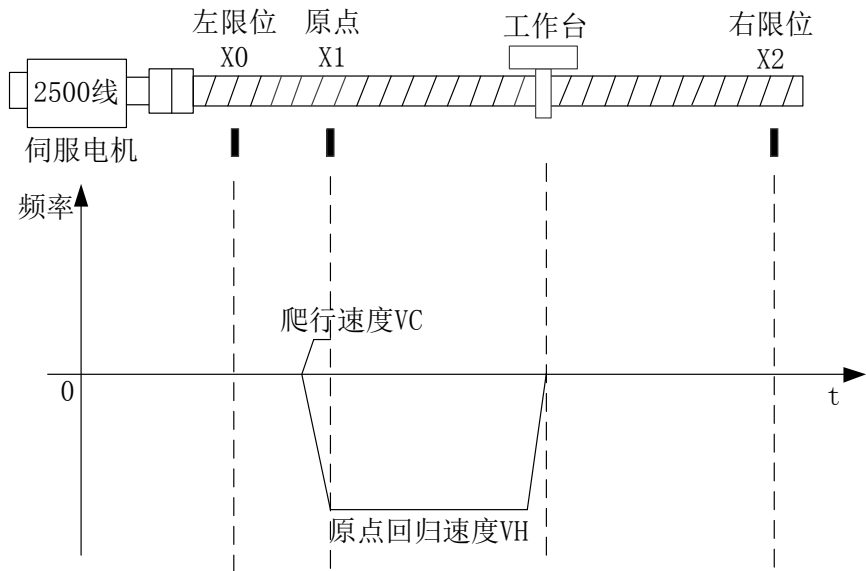 左限位
X0
原点
X1
工作台
右限位
X2
2500线
伺服电机
频率
爬行速度VC
0
t
原点回归速度VH